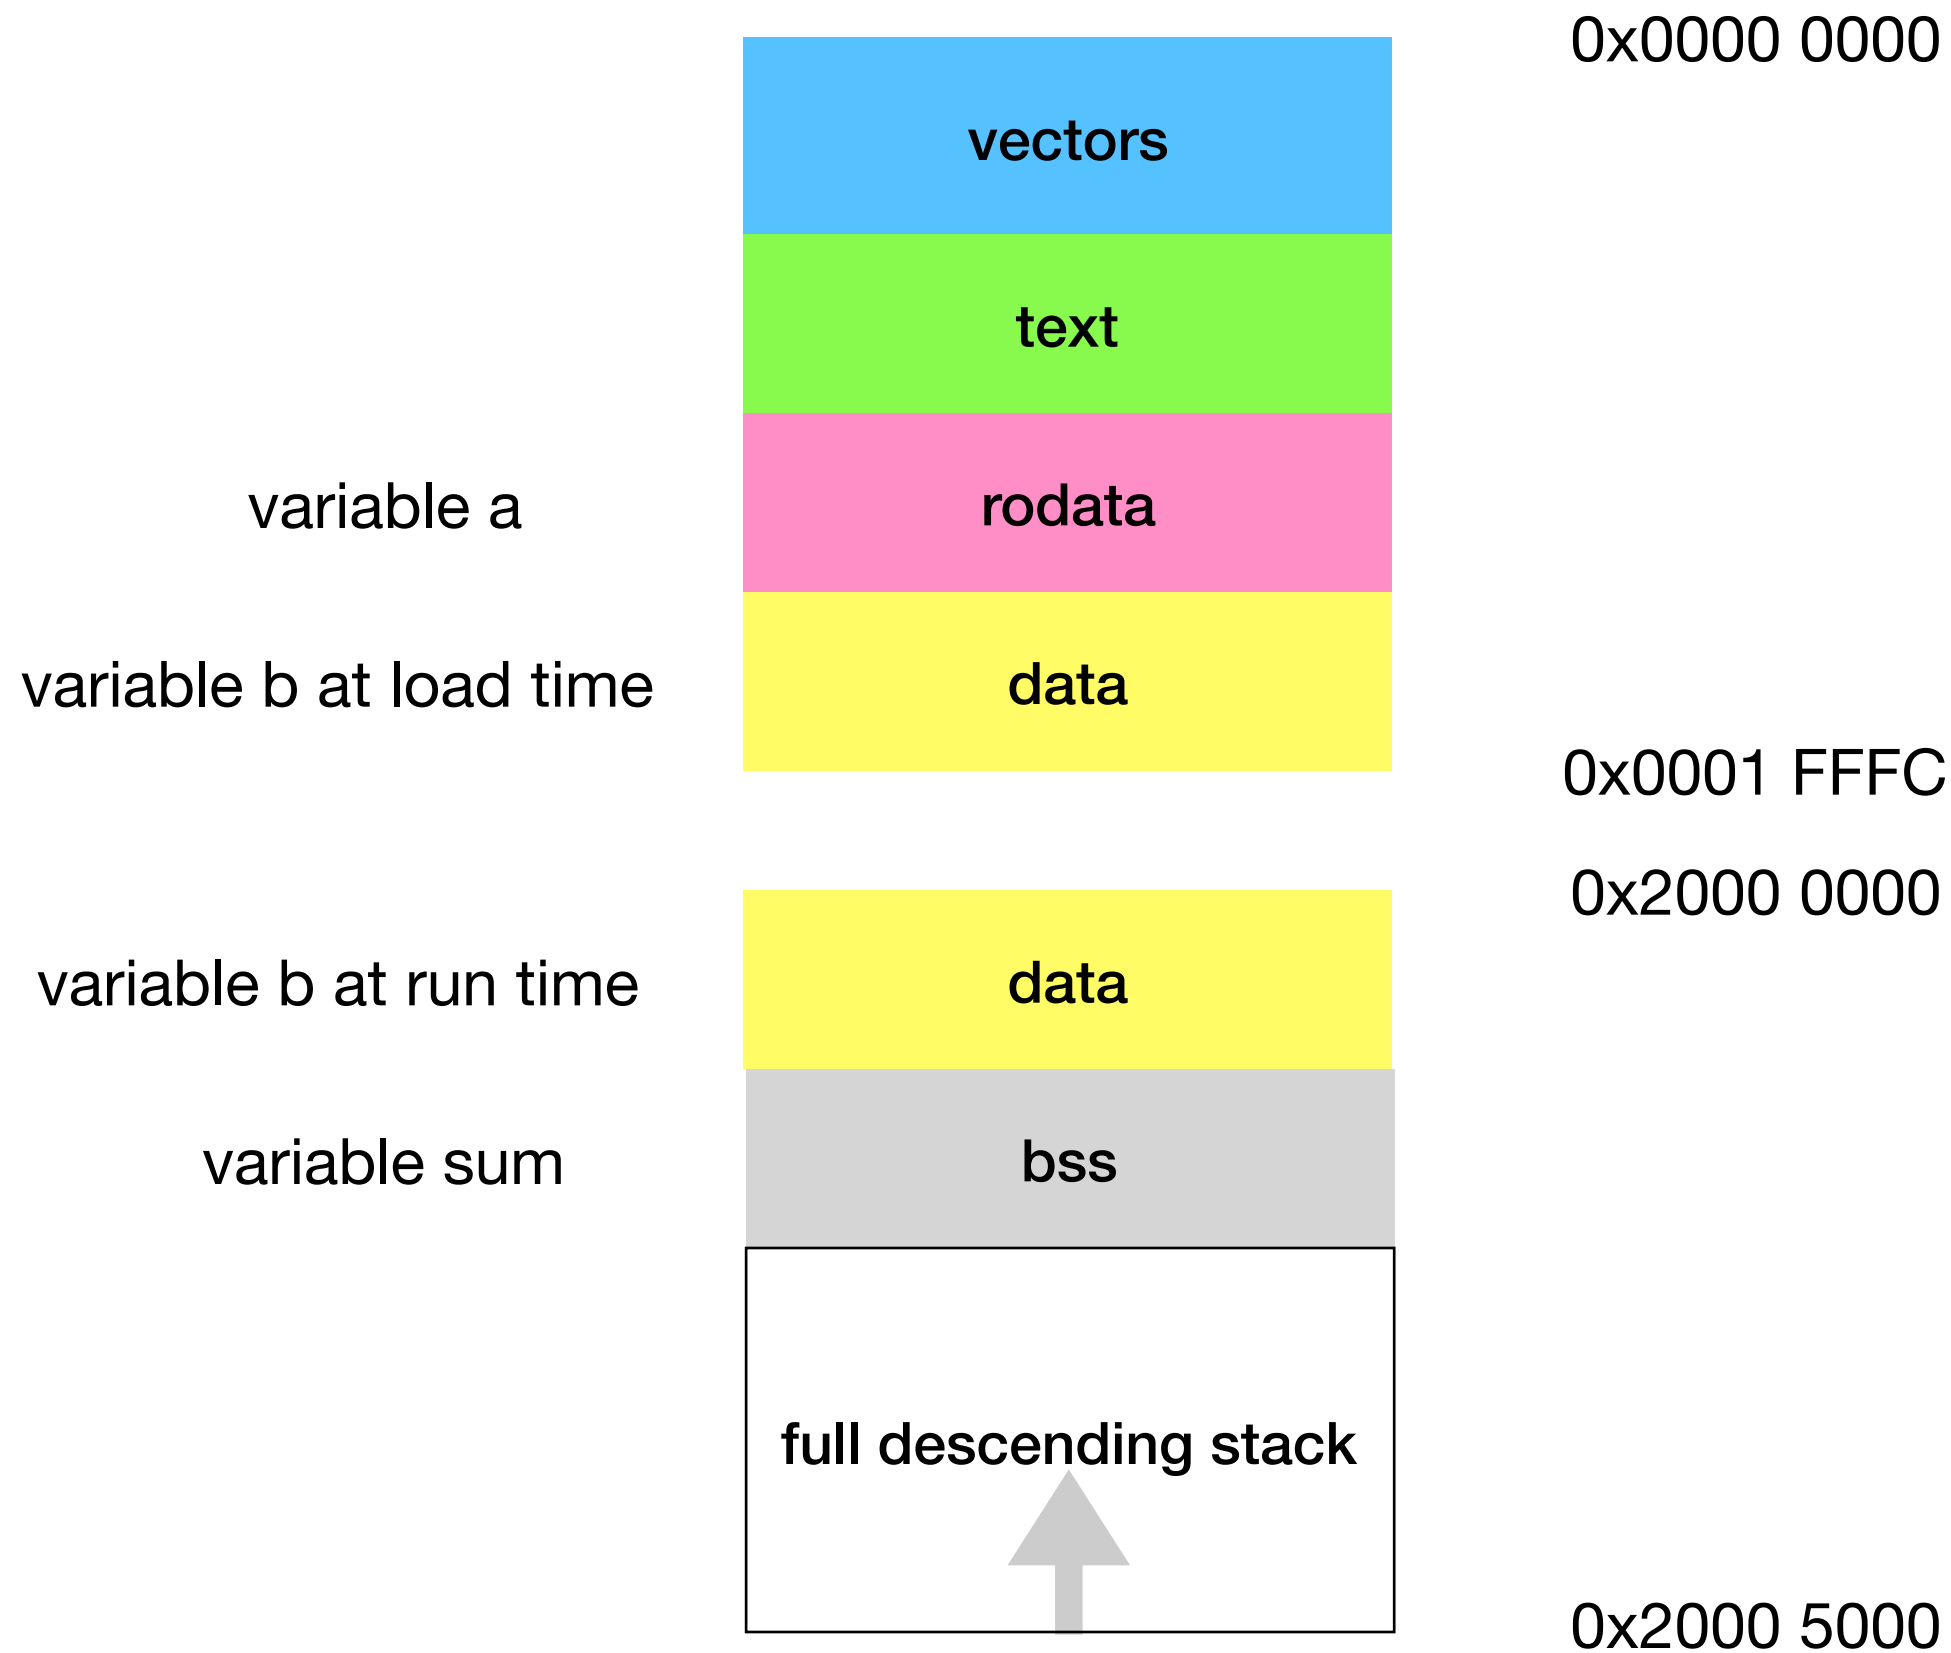 0x0000 0000
vectors
text
variable a
rodata
variable b at load time
data
0x0001 FFFC
0x2000 0000
variable b at run time
data
variable sum
bss
full descending stack
0x2000 5000